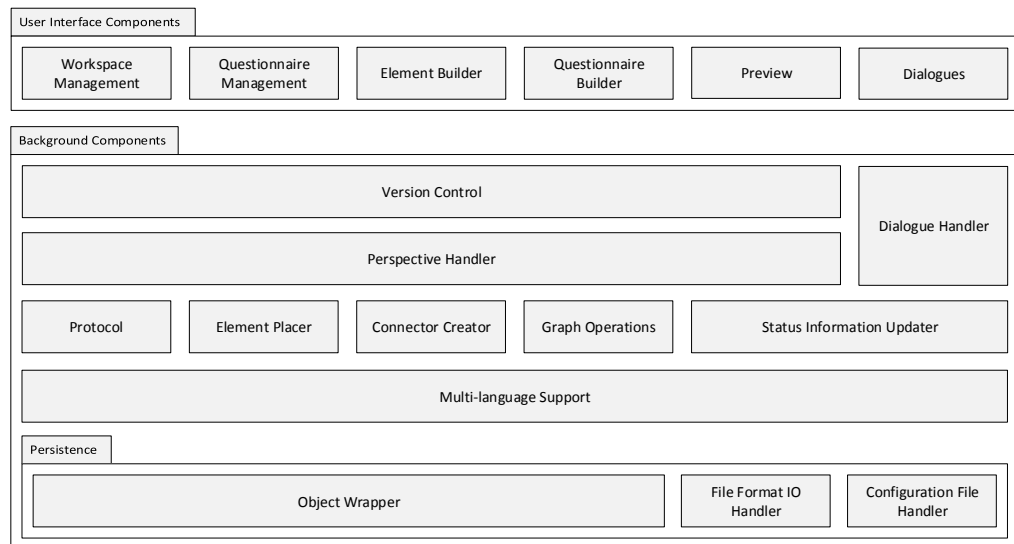 User Interface Components
Workspace
Management
Questionnaire
Management
Element Builder
Questionnaire
Builder
Preview
Dialogues
Background Components
Version Control
Dialogue Handler
Perspective Handler
Protocol
Element Placer
Connector Creator
Graph Operations
Status Information Updater
Multi-language Support
Persistence
Object Wrapper
File Format IO
Handler
Configuration File
Handler